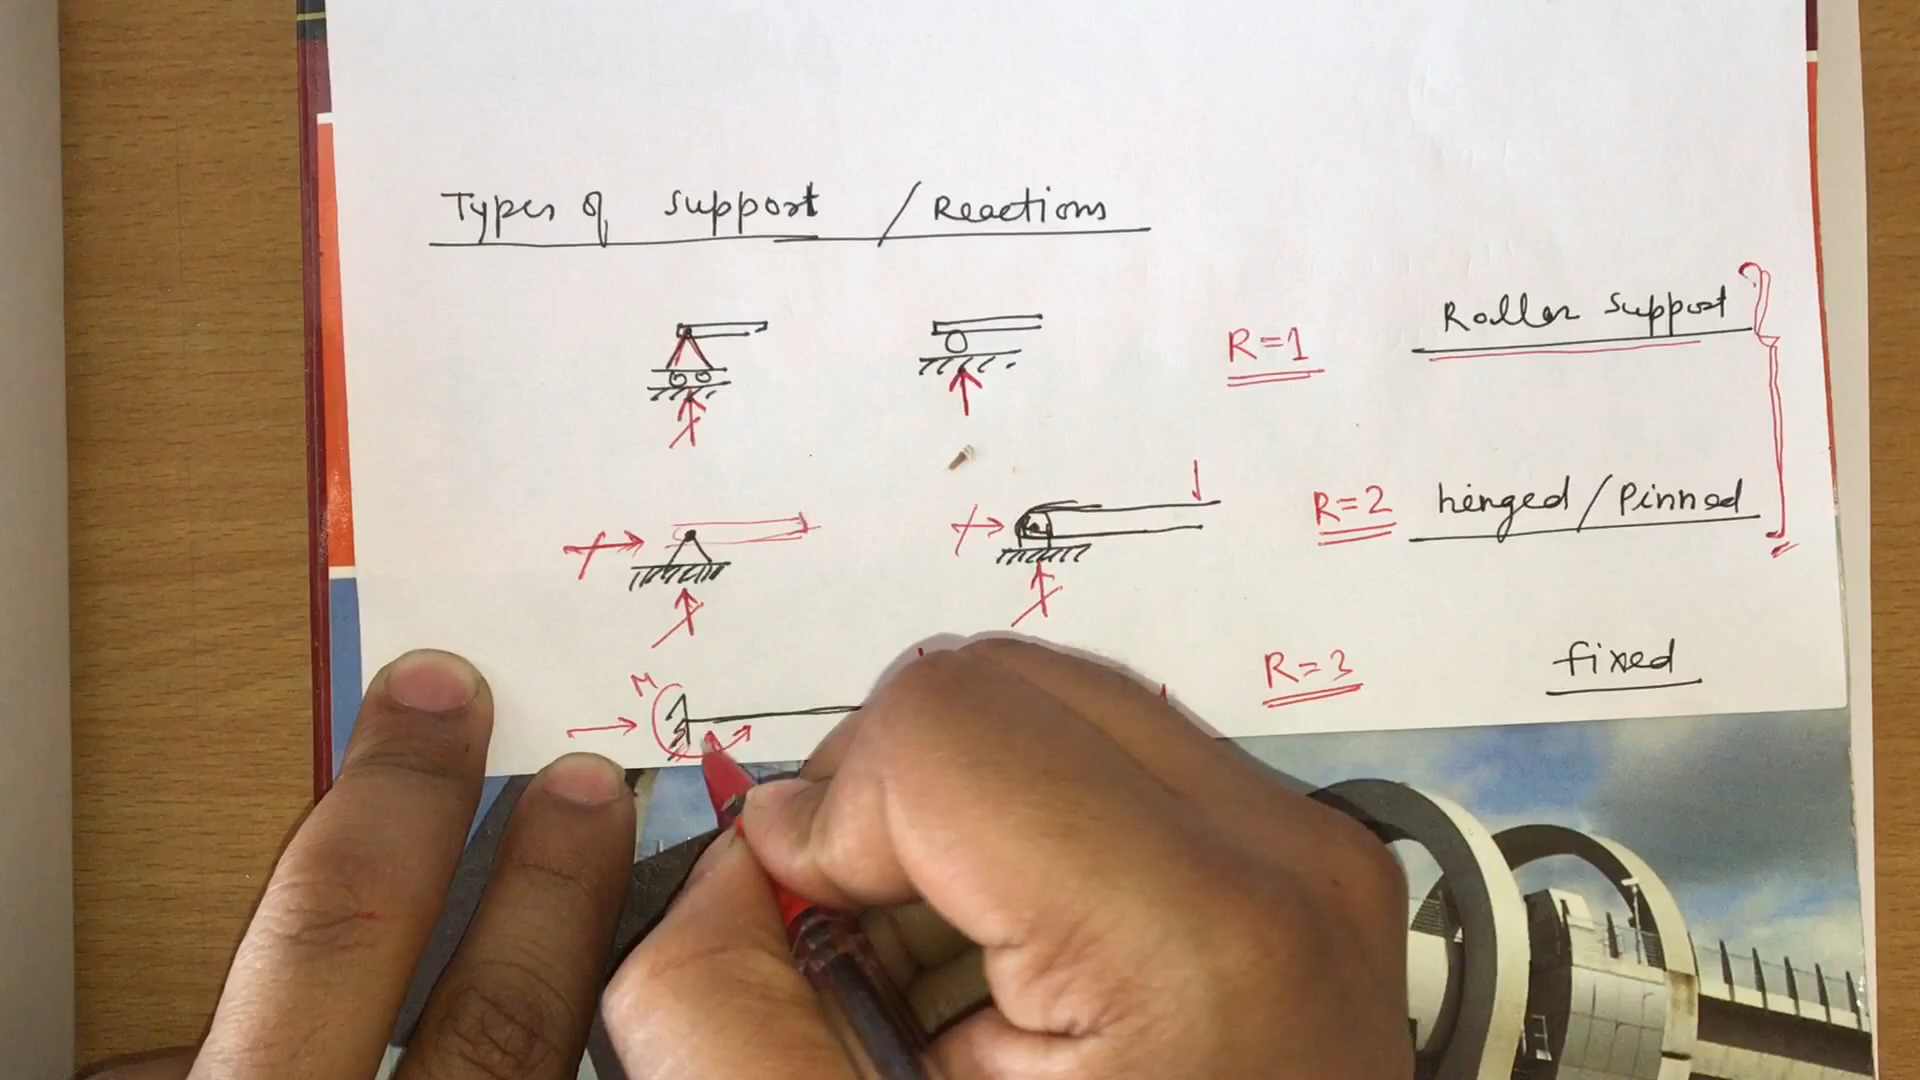 Types of support / Reactions
R=1 Roller support
R=2 hinged / Pinned
R=3 fixed
M